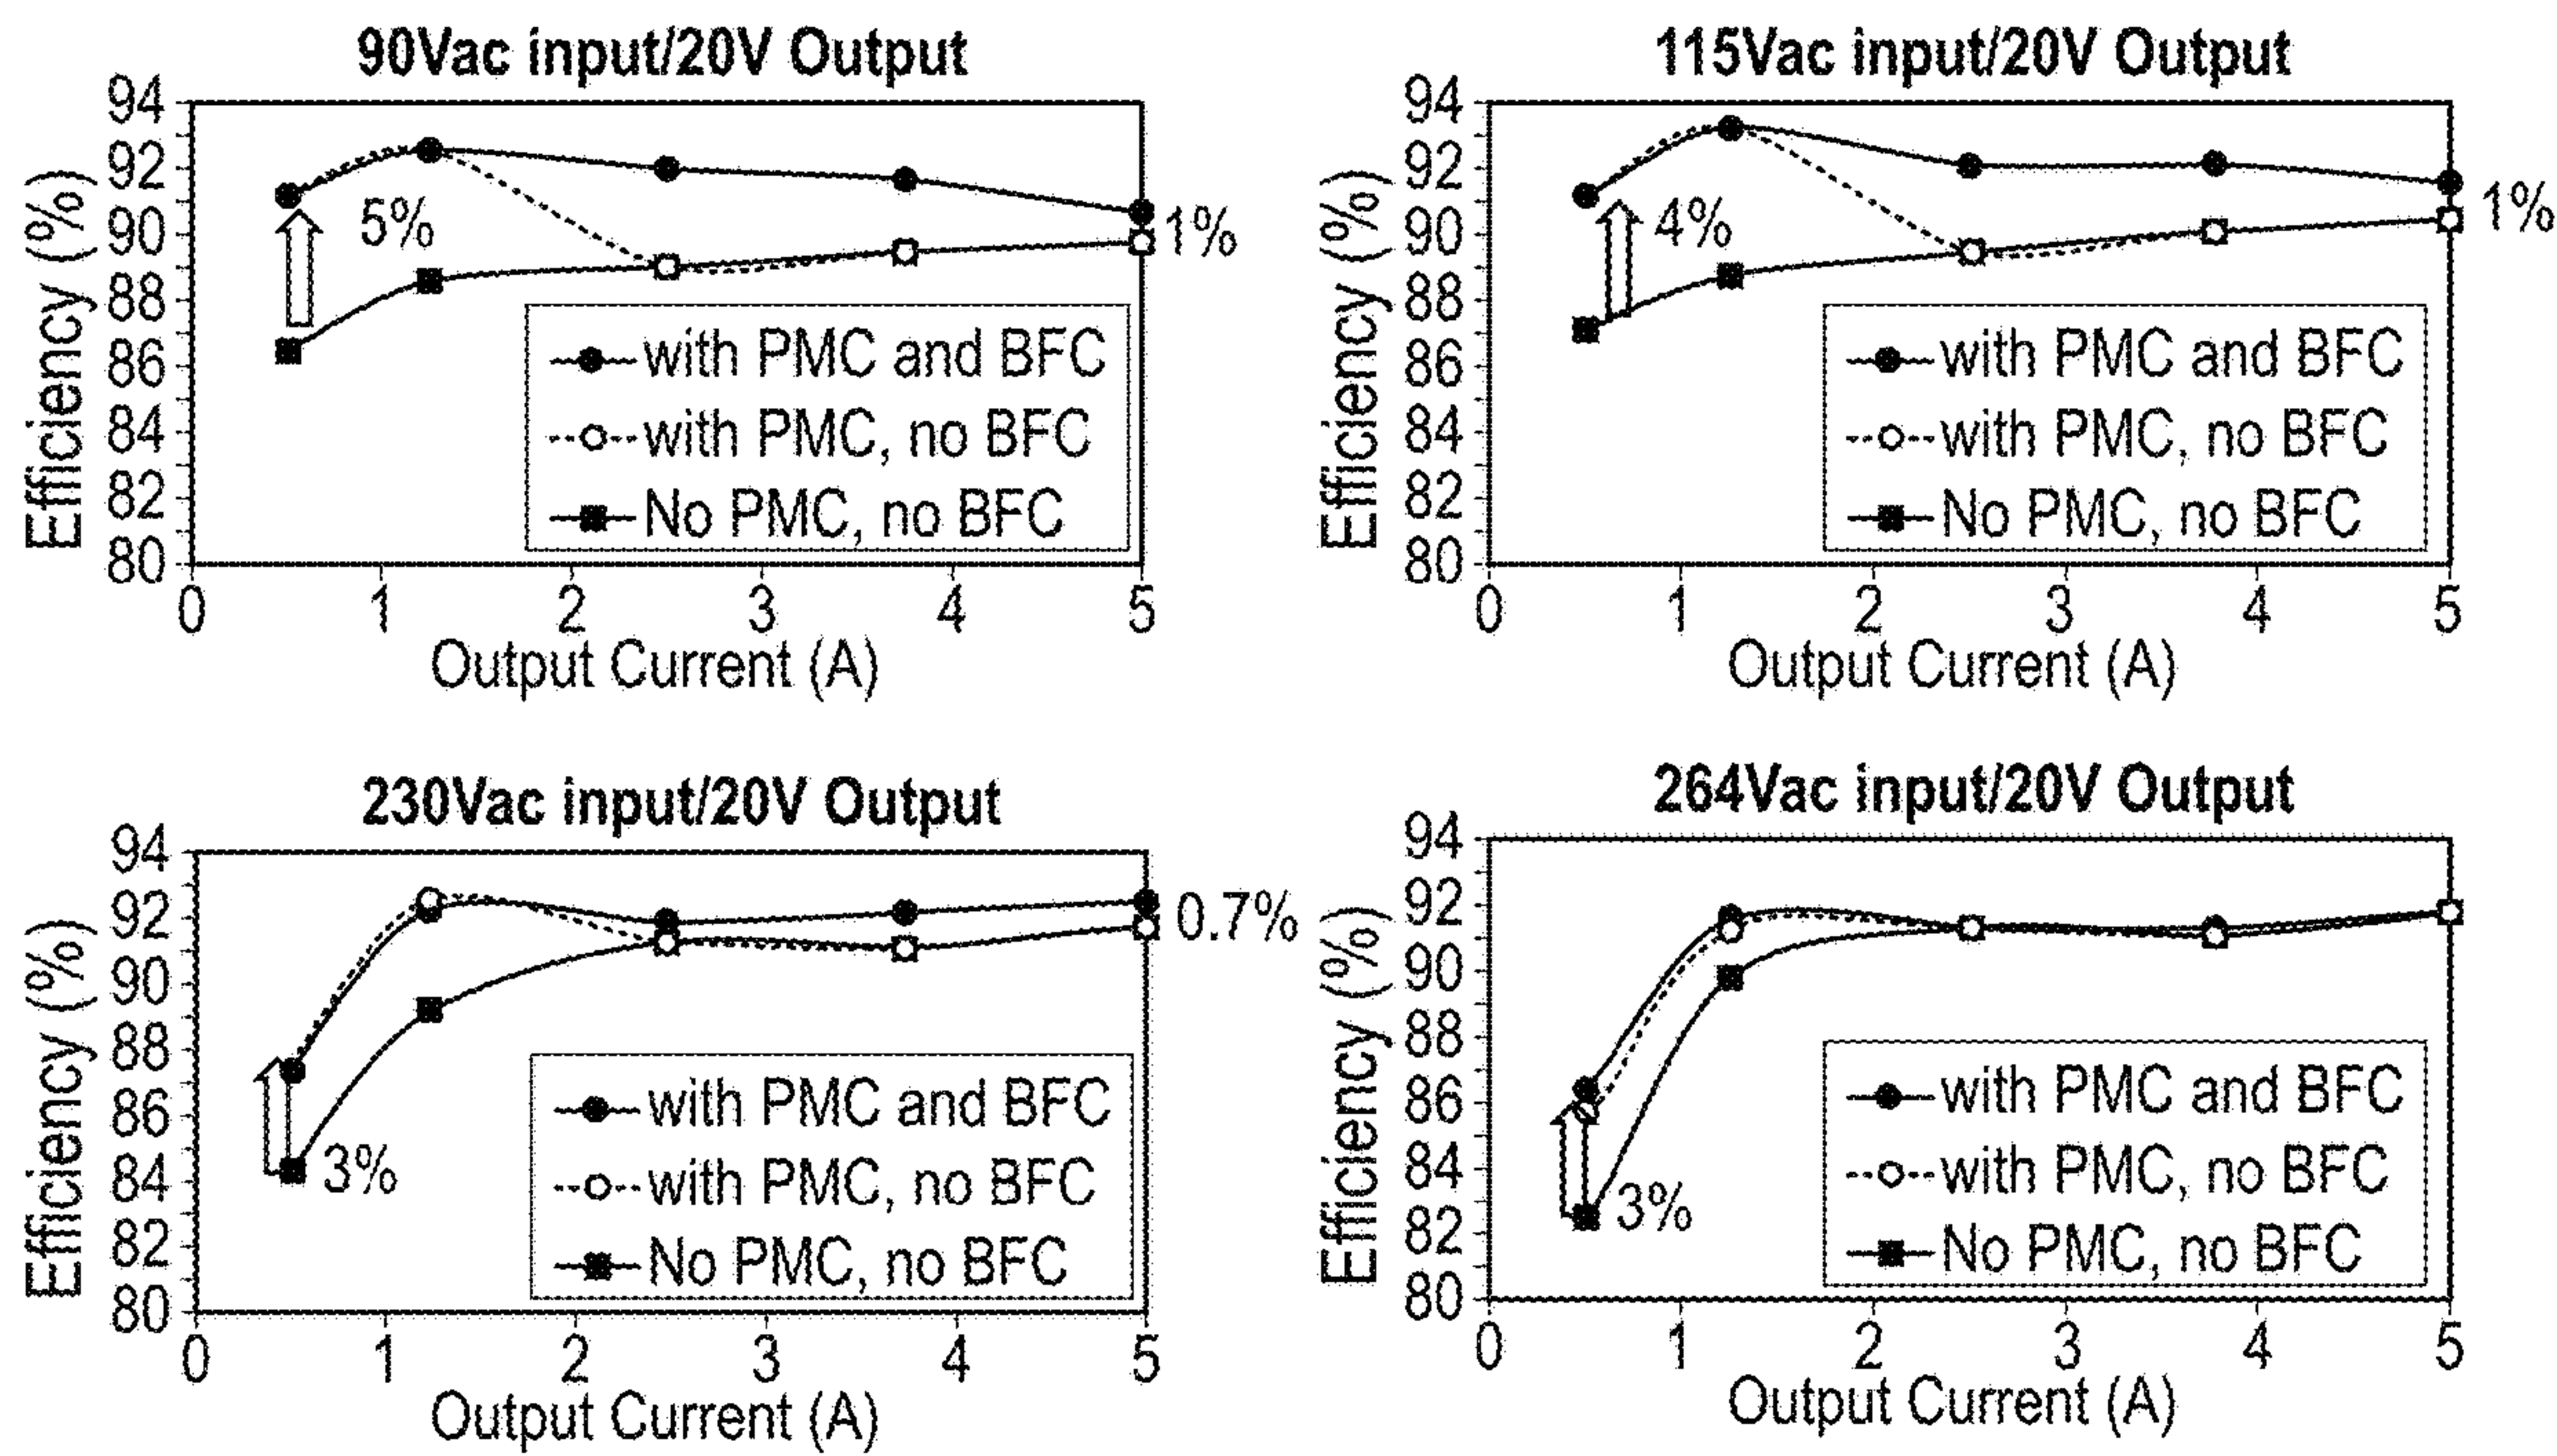 90Vac input/20V Output
Efficiency (%)
94
92
90
88
86
84
82
80
5%
1%
with PMC and BFC
with PMC, no BFC
No PMC, no BFC
0 1 2 3 4 5
Output Current (A)
115Vac input/20V Output
Efficiency (%)
94
92
90
88
86
84
82
80
4%
1%
with PMC and BFC
with PMC, no BFC
No PMC, no BFC
0 1 2 3 4 5
Output Current (A)
230Vac input/20V Output
Efficiency (%)
94
92
90
88
86
84
82
80
0.7%
3%
with PMC and BFC
with PMC, no BFC
No PMC, no BFC
0 1 2 3 4 5
Output Current (A)
264Vac input/20V Output
Efficiency (%)
94
92
90
88
86
84
82
80
3%
with PMC and BFC
with PMC, no BFC
No PMC, no BFC
0 1 2 3 4 5
Output Current (A)